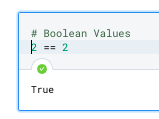 # Boolean Values
2 == 2
True